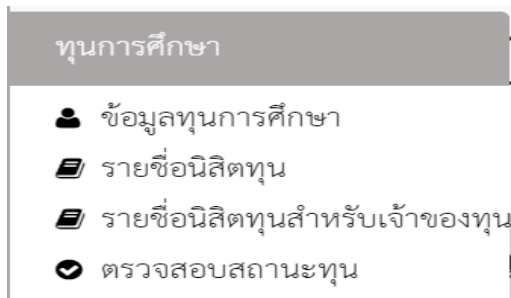 ทุนการศึกษา
ข้อมูลทุนการศึกษา
รายชื่อนิสิตทุน
รายชื่อนิสิตทุนสำหรับเจ้าของทุน
ตรวจสอบสถานะทุน